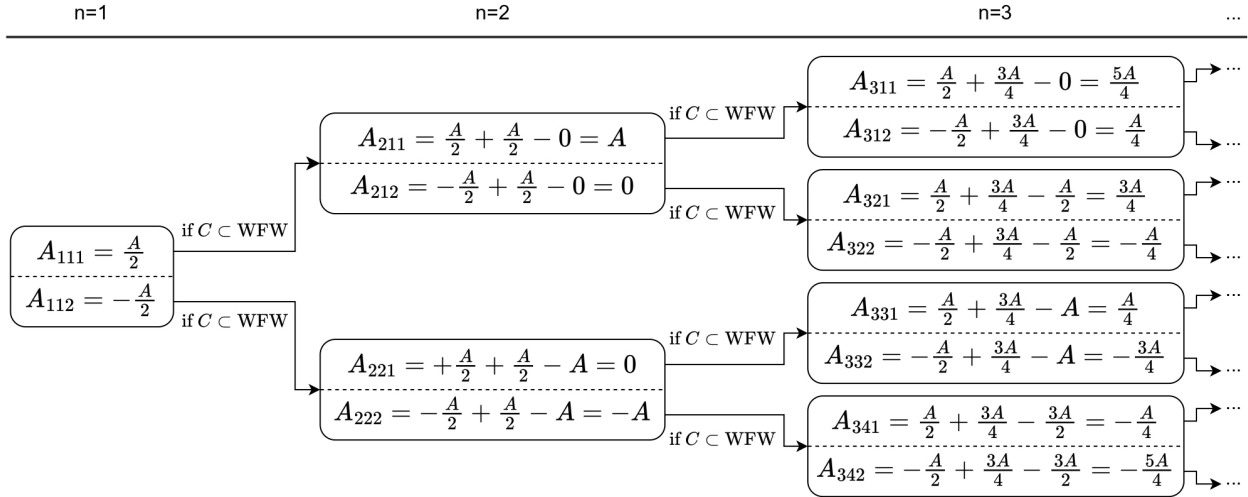 n=1 n=2 n=3 ...
A_{111} = \frac{A}{2}
A_{112} = -\frac{A}{2}
if C ⊂ WFW
if C ⊂ WFW
A_{211} = \frac{A}{2} + \frac{A}{2} - 0 = A
A_{212} = -\frac{A}{2} + \frac{A}{2} - 0 = 0
A_{221} = +\frac{A}{2} + \frac{A}{2} - A = 0
A_{222} = -\frac{A}{2} + \frac{A}{2} - A = -A
if C ⊂ WFW
if C ⊂ WFW
if C ⊂ WFW
if C ⊂ WFW
A_{311} = \frac{A}{2} + \frac{3A}{4} - 0 = \frac{5A}{4}
A_{312} = -\frac{A}{2} + \frac{3A}{4} - 0 = \frac{A}{4}
A_{321} = \frac{A}{2} + \frac{3A}{4} - \frac{A}{2} = \frac{3A}{4}
A_{322} = -\frac{A}{2} + \frac{3A}{4} - \frac{A}{2} = -\frac{A}{4}
A_{331} = \frac{A}{2} + \frac{3A}{4} - A = \frac{A}{4}
A_{332} = -\frac{A}{2} + \frac{3A}{4} - A = -\frac{3A}{4}
A_{341} = \frac{A}{2} + \frac{3A}{4} - \frac{3A}{2} = -\frac{A}{4}
A_{342} = -\frac{A}{2} + \frac{3A}{4} - \frac{3A}{2} = -\frac{5A}{4}
...
...
...
...
...
...
...
...